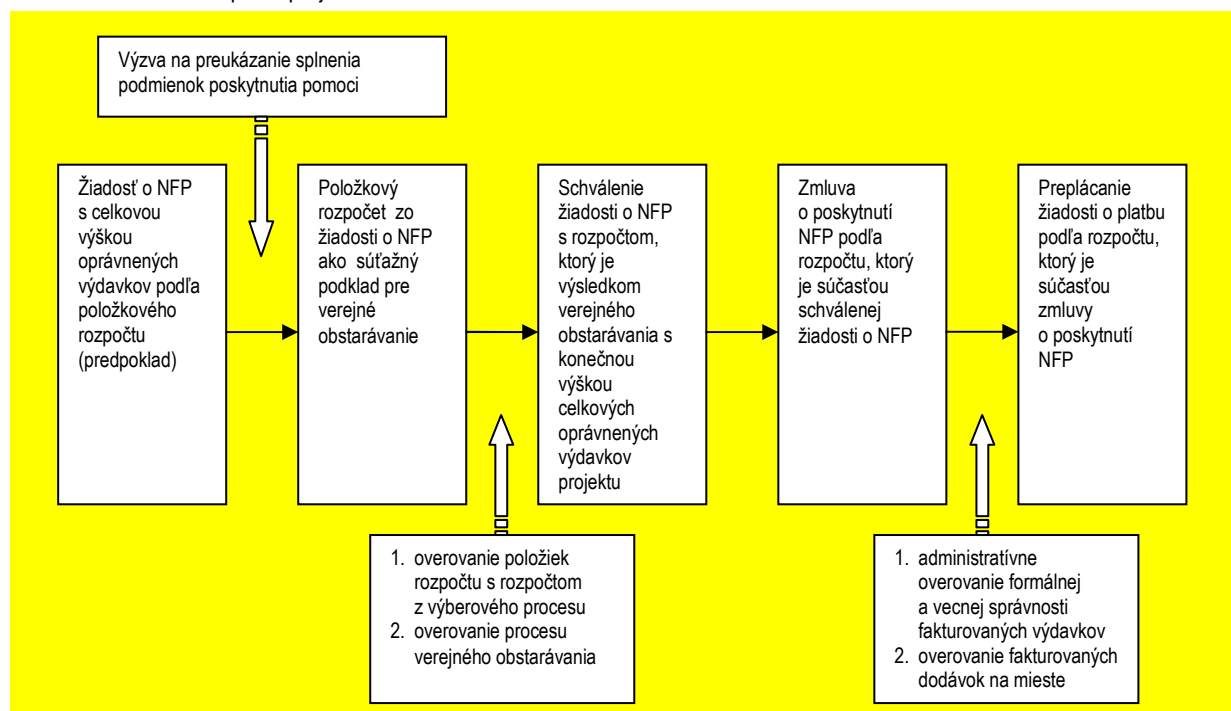 Výzva na preukázanie splnenia
podmienok poskytnutia pomoci
Žiadosť o NFP
s celkovou
výškou
oprávnených
výdavkov podľa
položkového
rozpočtu
(predpoklad)
Položkový
rozpočet zo
žiadosti o NFP
ako súťažný
podklad pre
verejné
obstarávanie
Schválenie
žiadosti o NFP
s rozpočtom,
ktorý je
výsledkom
verejného
obstarávania s
konečnou
výškou
celkových
oprávnených
výdavkov
projektu
Zmluva
o poskytnutí
NFP podľa
rozpočtu, ktorý
je súčasťou
schválenej
žiadosti o NFP
Preplácanie
žiadosti o platbu
podľa rozpočtu,
ktorý je
súčasťou
zmluvy
o poskytnutí
NFP
1. overovanie položiek
rozpočtu s rozpočtom
z výberového procesu
2. overovanie procesu
verejného obstarávania
1. administratívne
overovanie formálnej
a vecnej správnosti
fakturovaných výdavkov
2. overovanie fakturovaných
dodávok na mieste